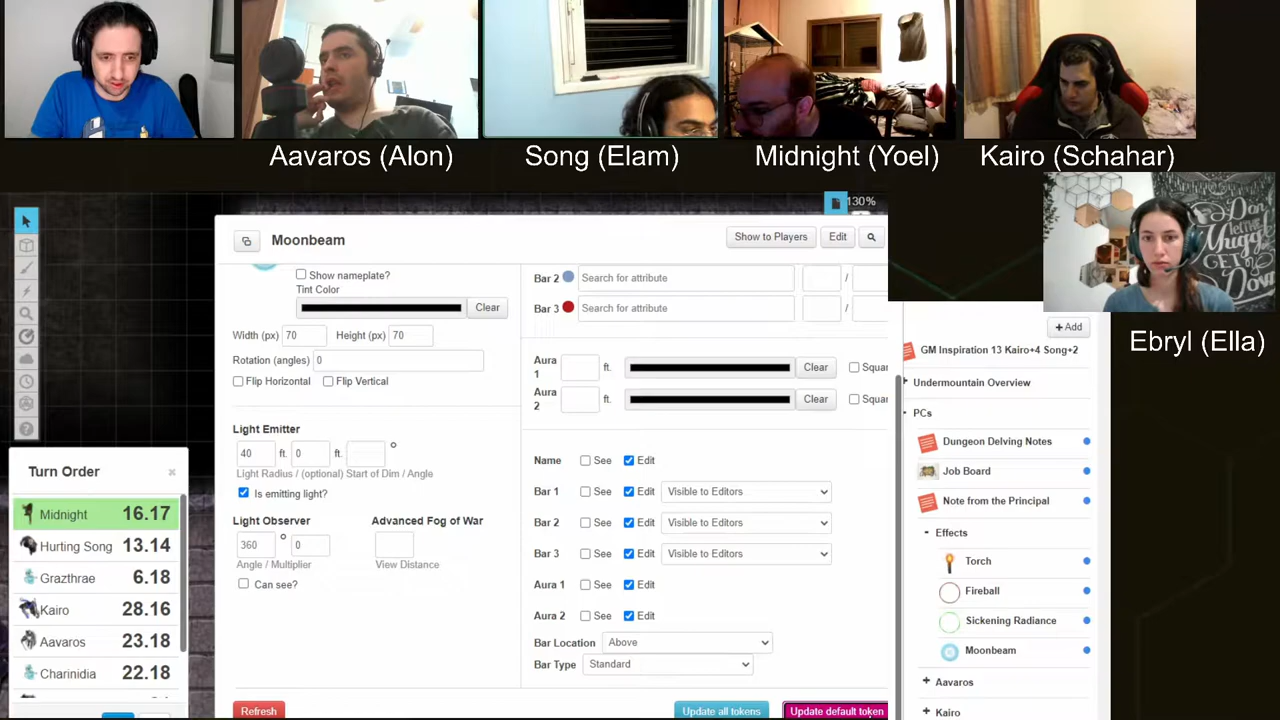 Aavaros (Alon)
Song (Elam)
Midnight (Yoel)
Kairo (Schahar)
Don
let the
Muggles
GET
Down
Ebryl (Ella)
130%
Moonbeam
Show to Players
Edit
Show nameplate?
Tint Color
Clear
Width (px) 70
Height (px) 70
Rotation (angles) 0
Flip Horizontal
Flip Vertical
Light Emitter
40 ft. 0 ft. °
Light Radius / (optional) Start of Dim / Angle
Is emitting light?
Light Observer
Advanced Fog of War
360 ° 0
Angle / Multiplier
View Distance
Can see?
Bar 2 Search for attribute /
Bar 3 Search for attribute /
Aura 1 ft. Clear Squar
Aura 2 ft. Clear Squar
Name See Edit
Bar 1 See Edit Visible to Editors
Bar 2 See Edit Visible to Editors
Bar 3 See Edit Visible to Editors
Aura 1 See Edit
Aura 2 See Edit
Bar Location Above
Bar Type Standard
Refresh
Update all tokens
Update default token
Turn Order
Midnight 16.17
Hurting Song 13.14
Grazthrae 6.18
Kairo 28.16
Aavaros 23.18
Charinidia 22.18
+ Add
GM Inspiration 13 Kairo+4 Song+2
Undermountain Overview
PCs
Dungeon Delving Notes
Job Board
Note from the Principal
Effects
Torch
Fireball
Sickening Radiance
Moonbeam
Aavaros
Kairo